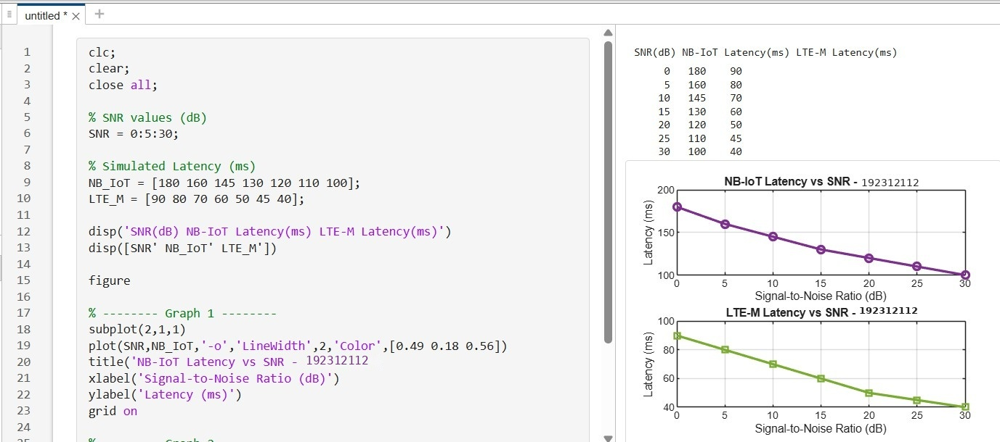 untitled * × +
1 clc;
2 clear;
3 close all;
4
5 % SNR values (dB)
6 SNR = 0:5:30;
7
8 % Simulated Latency (ms)
9 NB_IoT = [180 160 145 130 120 110 100];
10 LTE_M = [90 80 70 60 50 45 40];
11
12 disp('SNR(dB) NB-IoT Latency(ms) LTE-M Latency(ms)')
13 disp([SNR' NB_IoT' LTE_M'])
14
15 figure
16
17 % -------- Graph 1 --------
18 subplot(2,1,1)
19 plot(SNR,NB_IoT,'-o','LineWidth',2,'Color',[0.49 0.18 0.56])
20 title('NB-IoT Latency vs SNR - 192312112
21 xlabel('Signal-to-Noise Ratio (dB)')
22 ylabel('Latency (ms)')
23 grid on
24
SNR(dB) NB-IoT Latency(ms) LTE-M Latency(ms)
0 180 90
5 160 80
10 145 70
15 130 60
20 120 50
25 110 45
30 100 40
NB-IoT Latency vs SNR - 192312112
200
150
100
Latency (ms)
0 5 10 15 20 25 30
Signal-to-Noise Ratio (dB)
LTE-M Latency vs SNR - 192312112
100
80
60
40
Latency (ms)
0 5 10 15 20 25 30
Signal-to-Noise Ratio (dB)